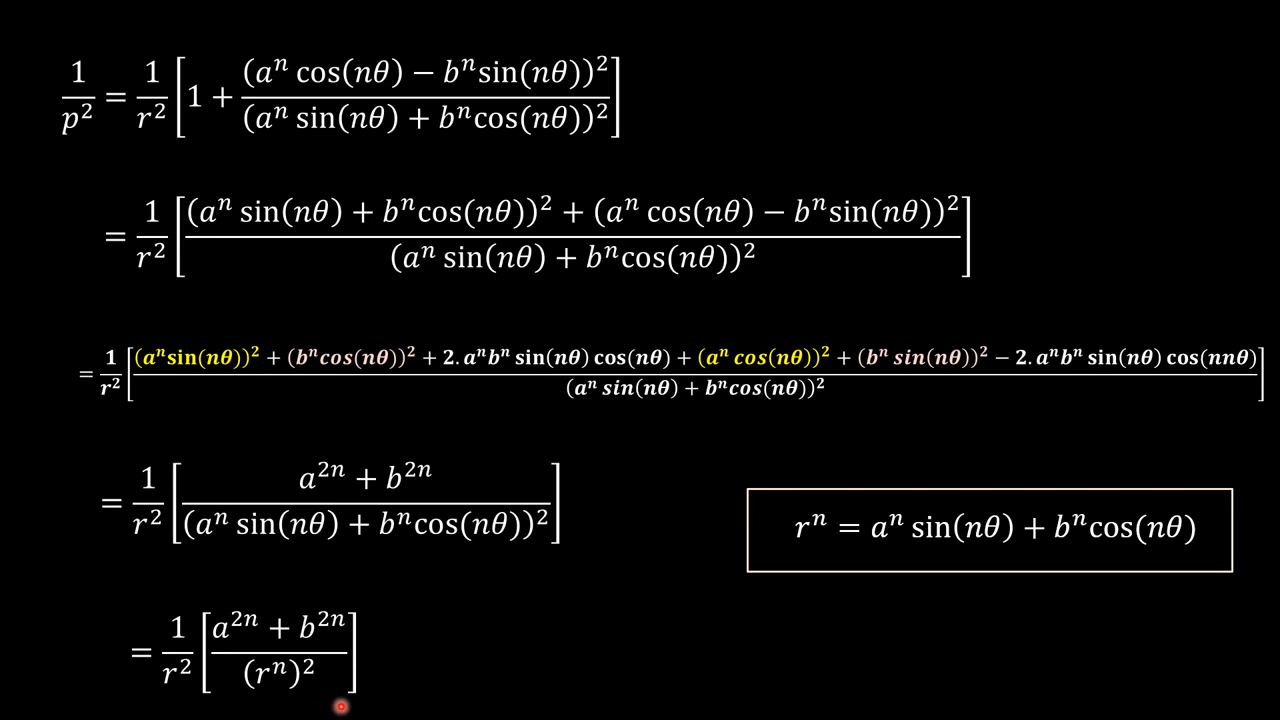 1/p² = 1/r² [1 + (aⁿ cos(nθ) − bⁿsin(nθ))² / (aⁿ sin(nθ) + bⁿcos(nθ))²]
= 1/r² [((aⁿ sin(nθ) + bⁿcos(nθ))² + (aⁿ cos(nθ) − bⁿsin(nθ))²) / (aⁿ sin(nθ) + bⁿcos(nθ))²]
= 1/r² [((aⁿsin(nθ))² + (bⁿcos(nθ))² + 2.aⁿbⁿ sin(nθ) cos(nθ) + (aⁿ cos(nθ))² + (bⁿ sin(nθ))² − 2.aⁿbⁿ sin(nθ) cos(nnθ)) / (aⁿ sin(nθ) + bⁿcos(nθ))²]
= 1/r² [(a²ⁿ + b²ⁿ) / (aⁿ sin(nθ) + bⁿcos(nθ))²]
rⁿ = aⁿ sin(nθ) + bⁿcos(nθ)
= 1/r² [(a²ⁿ + b²ⁿ) / (rⁿ)²]